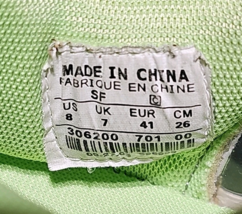 MADE IN CHINA
FABRIQUE EN CHINE
SF C
US UK EUR CM
8 7 41 26
306200 701 00